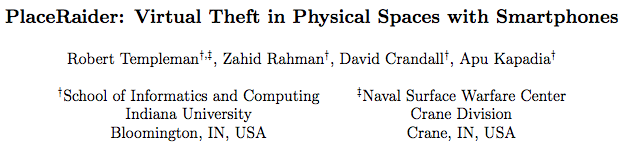 PlaceRaider: Virtual Theft in Physical Spaces with Smartphones
Robert Templeman†,‡, Zahid Rahman†, David Crandall†, Apu Kapadia†
†School of Informatics and Computing
Indiana University
Bloomington, IN, USA
‡Naval Surface Warfare Center
Crane Division
Crane, IN, USA